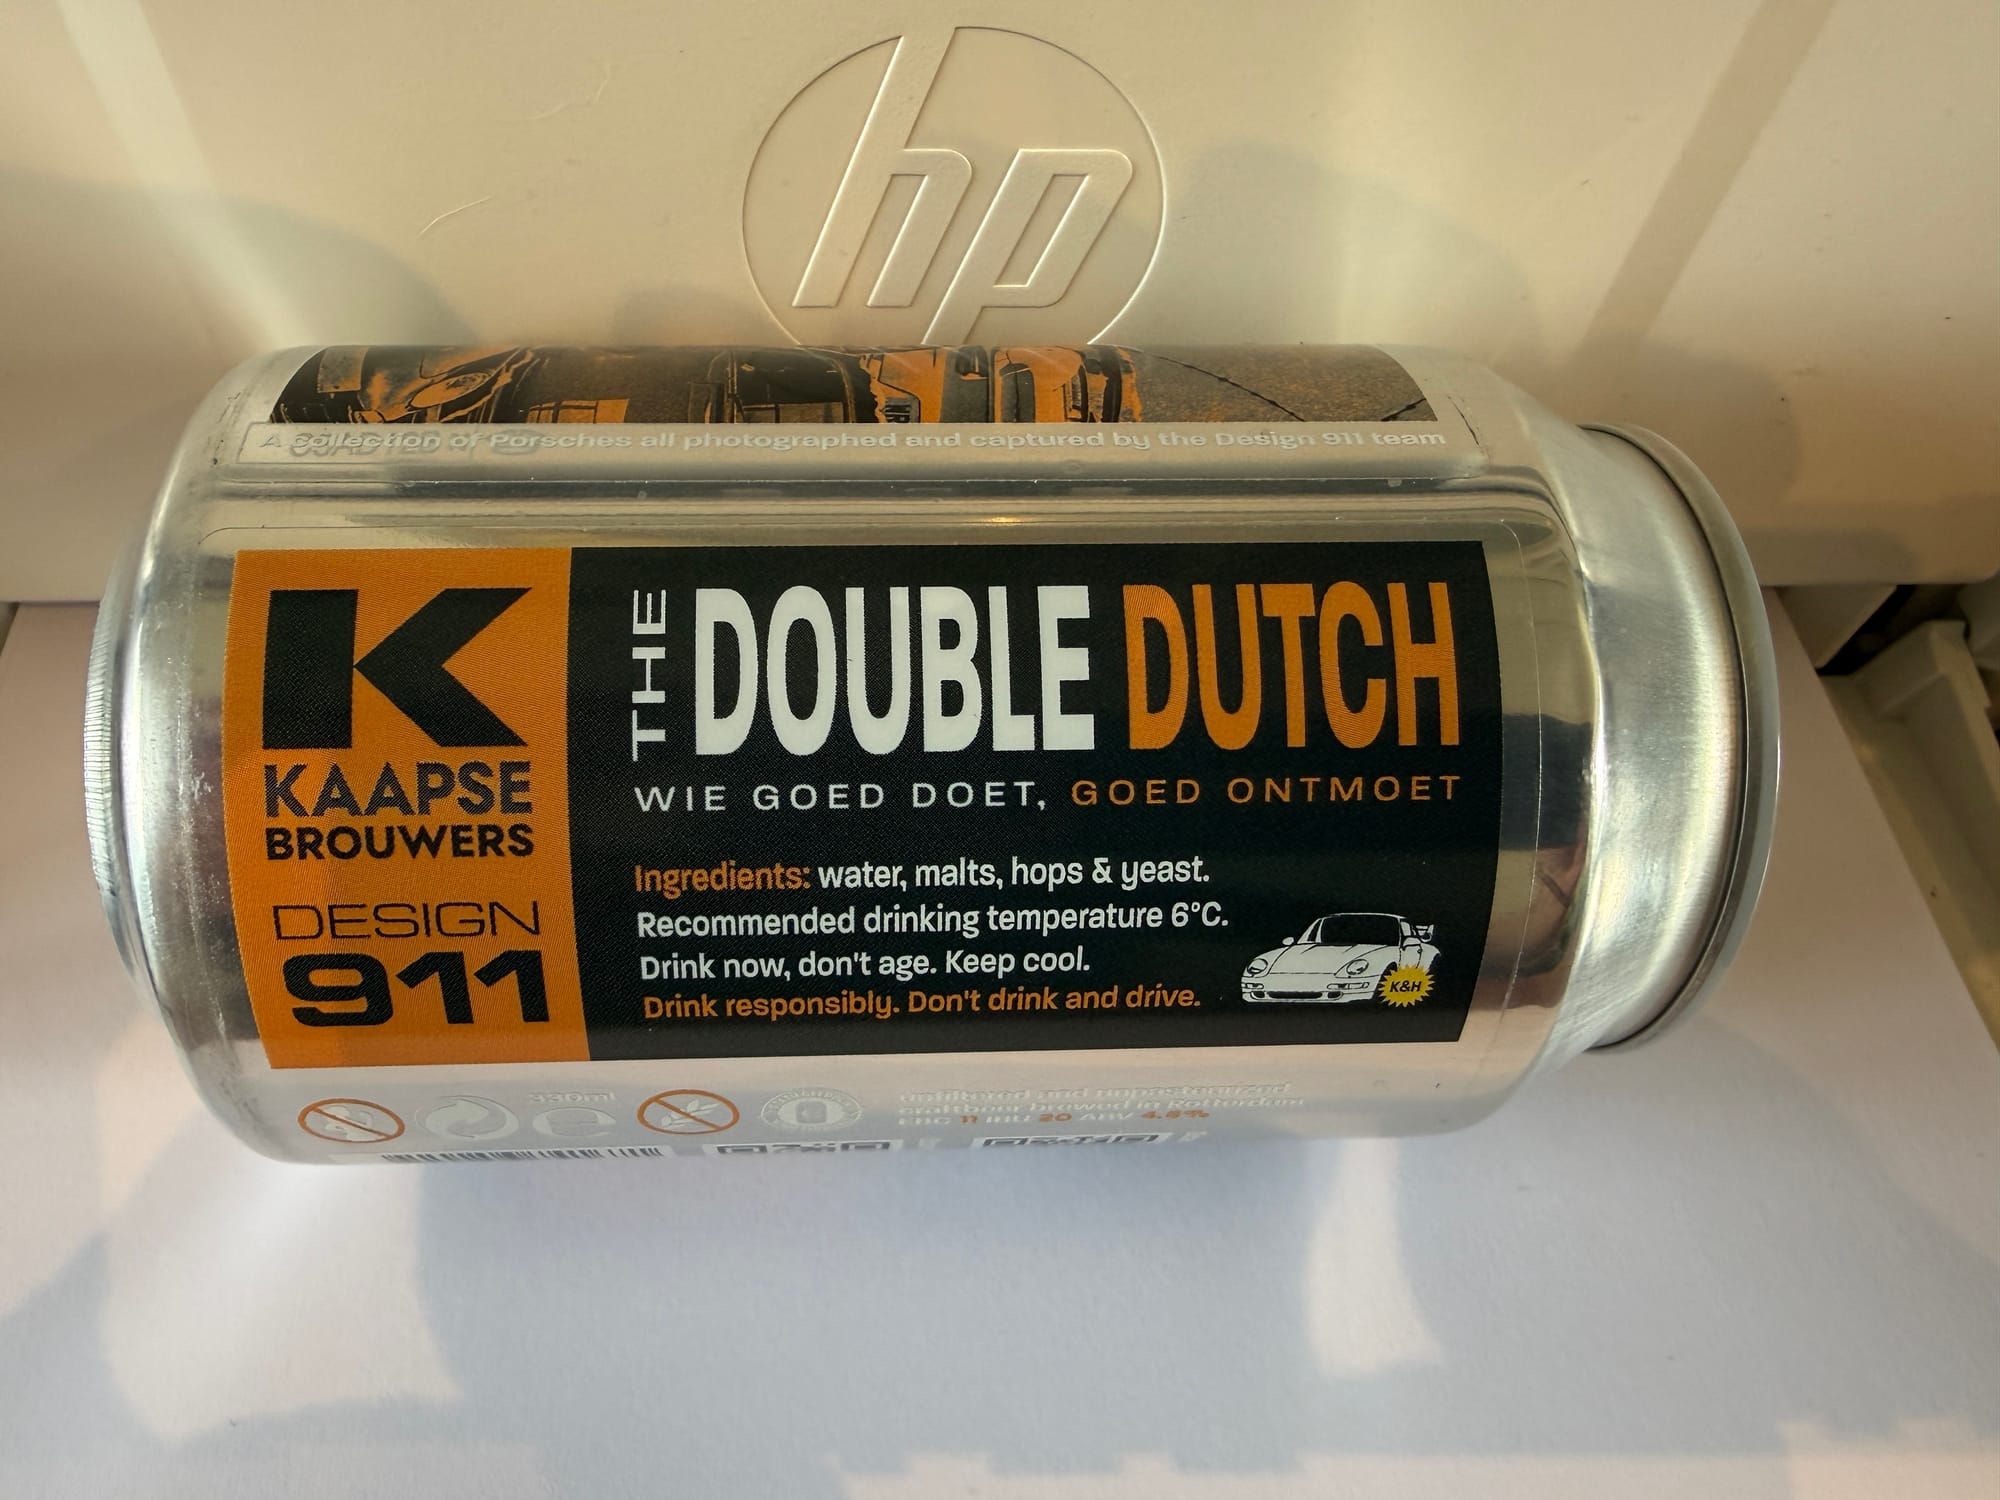 hp
A collection of Porsches all photographed and captured by the Design 911 team
K
KAAPSE
BROUWERS
DESIGN
911
THE DOUBLE DUTCH
WIE GOED DOET, GOED ONTMOET
Ingredients: water, malts, hops & yeast.
Recommended drinking temperature 6°C.
Drink now, don't age. Keep cool.
Drink responsibly. Don't drink and drive.
K&H
330ml
e
unfiltered and unpasteurized
craftbeer brewed in Rotterdam
EBC 11 IBU 20 ABV 4.8%